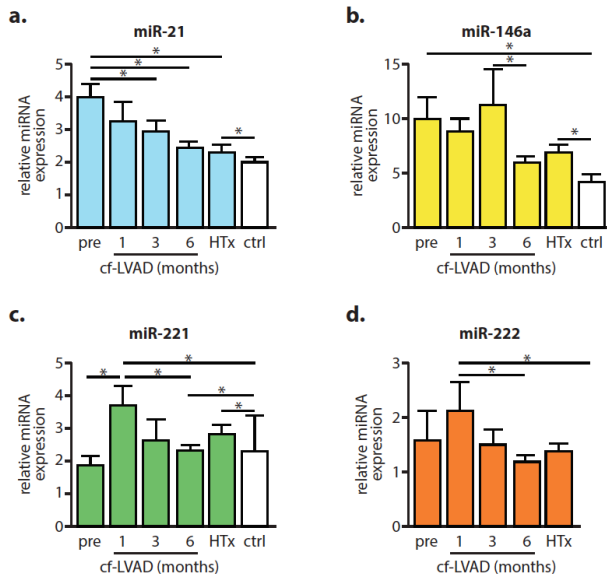 a.
miR-21
relative miRNA
expression
5
4
3
2
1
0
*
*
*
*
pre 1 3 6 HTx ctrl
cf-LVAD (months)
b.
miR-146a
relative miRNA
expression
15
10
5
0
*
*
*
pre 1 3 6 HTx ctrl
cf-LVAD (months)
c.
miR-221
relative miRNA
expression
5
4
3
2
1
0
*
*
*
*
*
pre 1 3 6 HTx ctrl
cf-LVAD (months)
d.
miR-222
relative miRNA
expression
3
2
1
0
*
*
pre 1 3 6 HTx
cf-LVAD (months)